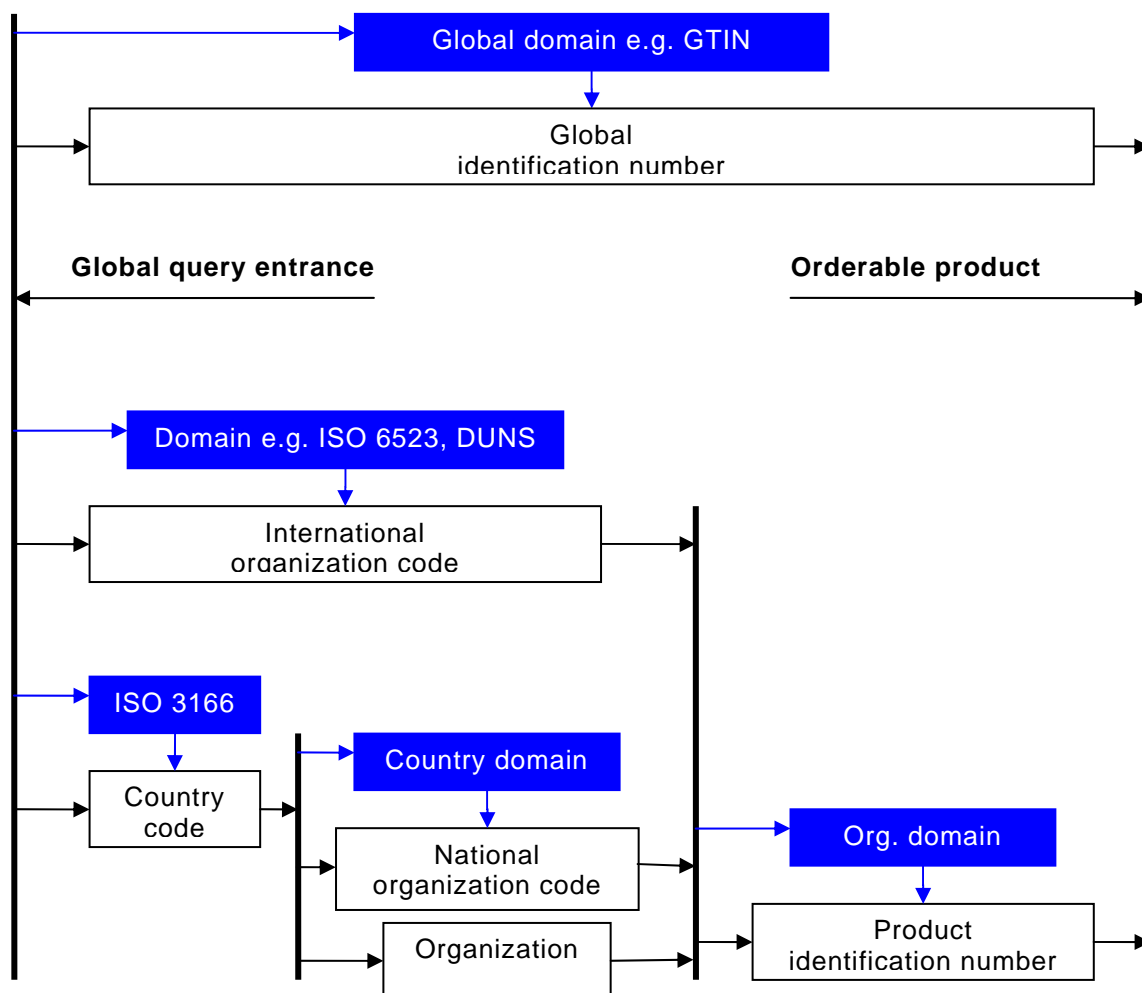 Global domain e.g. GTIN
Global
identification number
Global query entrance
Orderable product
Domain e.g. ISO 6523, DUNS
International
organization code
ISO 3166
Country domain
Country
code
Org. domain
National
organization code
Organization
Product
identification number